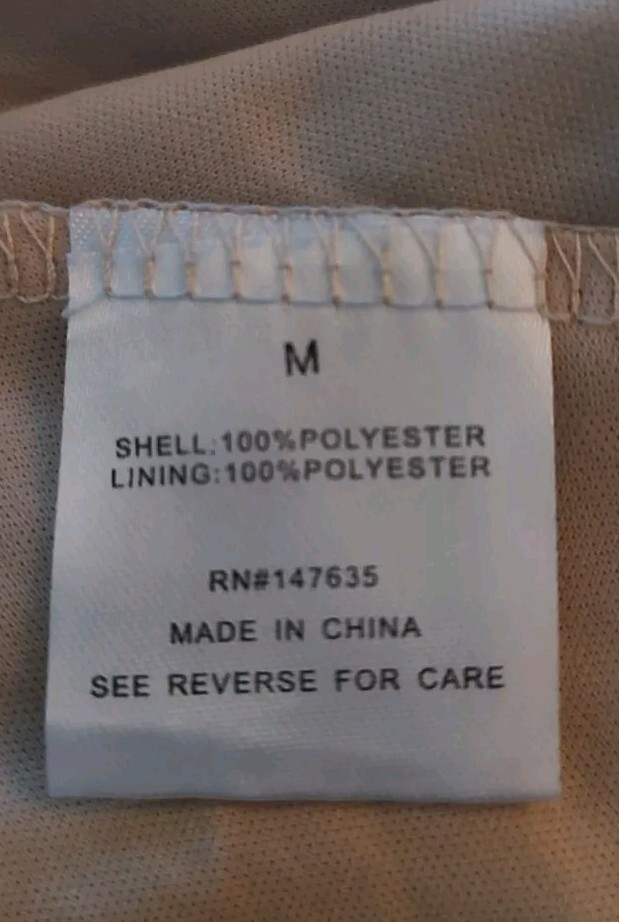 M
SHELL:100%POLYESTER
LINING:100%POLYESTER
RN#147635
MADE IN CHINA
SEE REVERSE FOR CARE